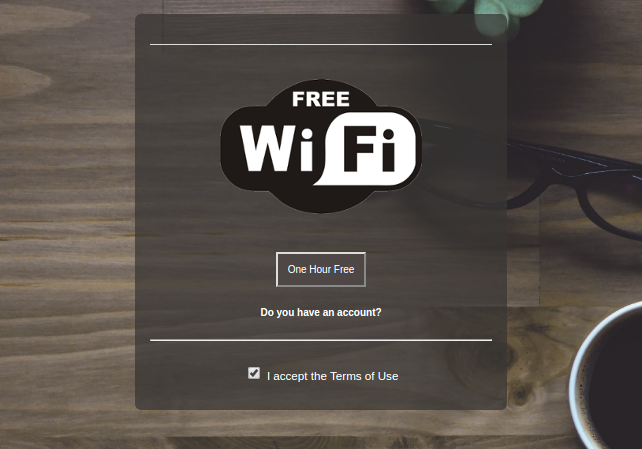 FREE
Wi Fi
One Hour Free
Do you have an account?
I accept the Terms of Use